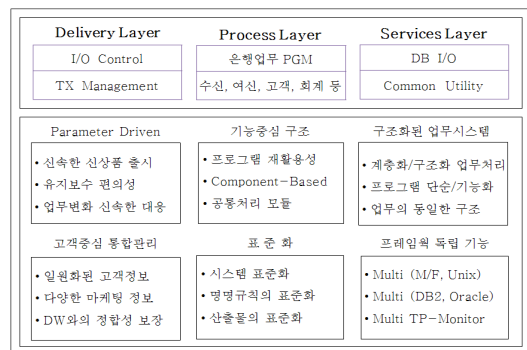 Delivery Layer
Process Layer
Services Layer
I/O Control
은행업무 PGM
DB I/O
TX Management
수신, 여신, 고객, 회계 등
Common Utility
Parameter Driven
기능중심 구조
구조화된 업무시스템
• 신속한 신상품 출시
• 유지보수 편의성
• 업무변화 신속한 대응
• 프로그램 재활용성
• Component-Based
• 공통처리 모듈
• 계층화/구조화 업무처리
• 프로그램 단순/기능화
• 업무의 동일한 구조
고객중심 통합관리
표 준 화
프레임웍 독립 기능
• 일원화된 고객정보
• 다양한 마케팅 정보
• DW와의 정합성 보장
• 시스템 표준화
• 명명규칙의 표준화
• 산출물의 표준화
• Multi (M/F, Unix)
• Multi (DB2, Oracle)
• Multi TP-Monitor